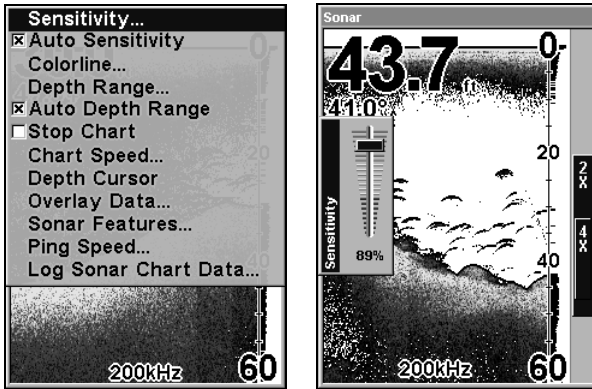 Sensitivity...
Auto Sensitivity
Colorline...
Depth Range...
Auto Depth Range
Stop Chart
Chart Speed...
Depth Cursor
Overlay Data...
Sonar Features...
Ping Speed...
Log Sonar Chart Data...
0
20
200kHz
60
Sonar
43.7 ft
41.0°
0
20
40
Sensitivity
89%
2X
4X
200kHz
60